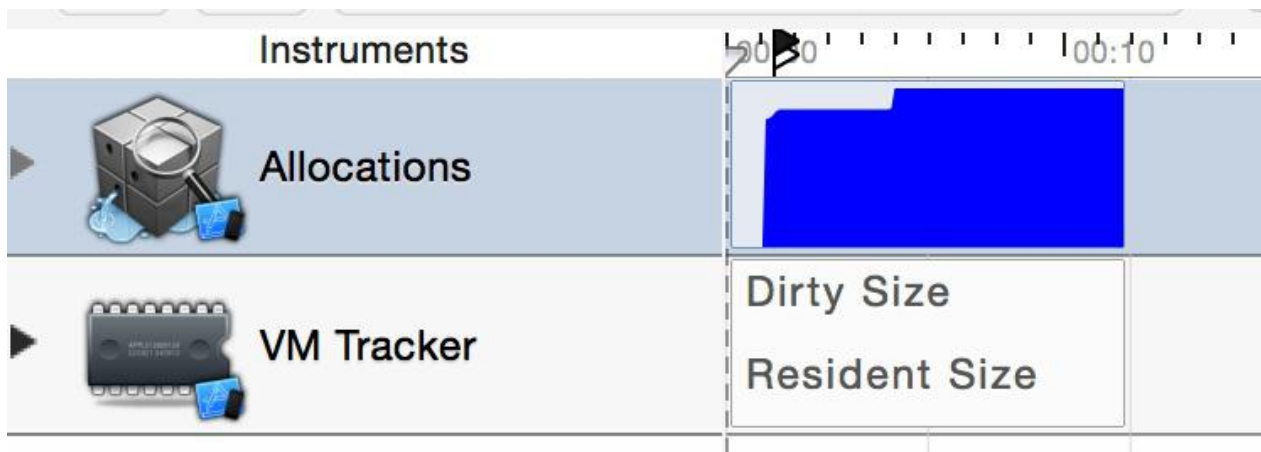 Instruments
00:10
Allocations
VM Tracker
Dirty Size
Resident Size